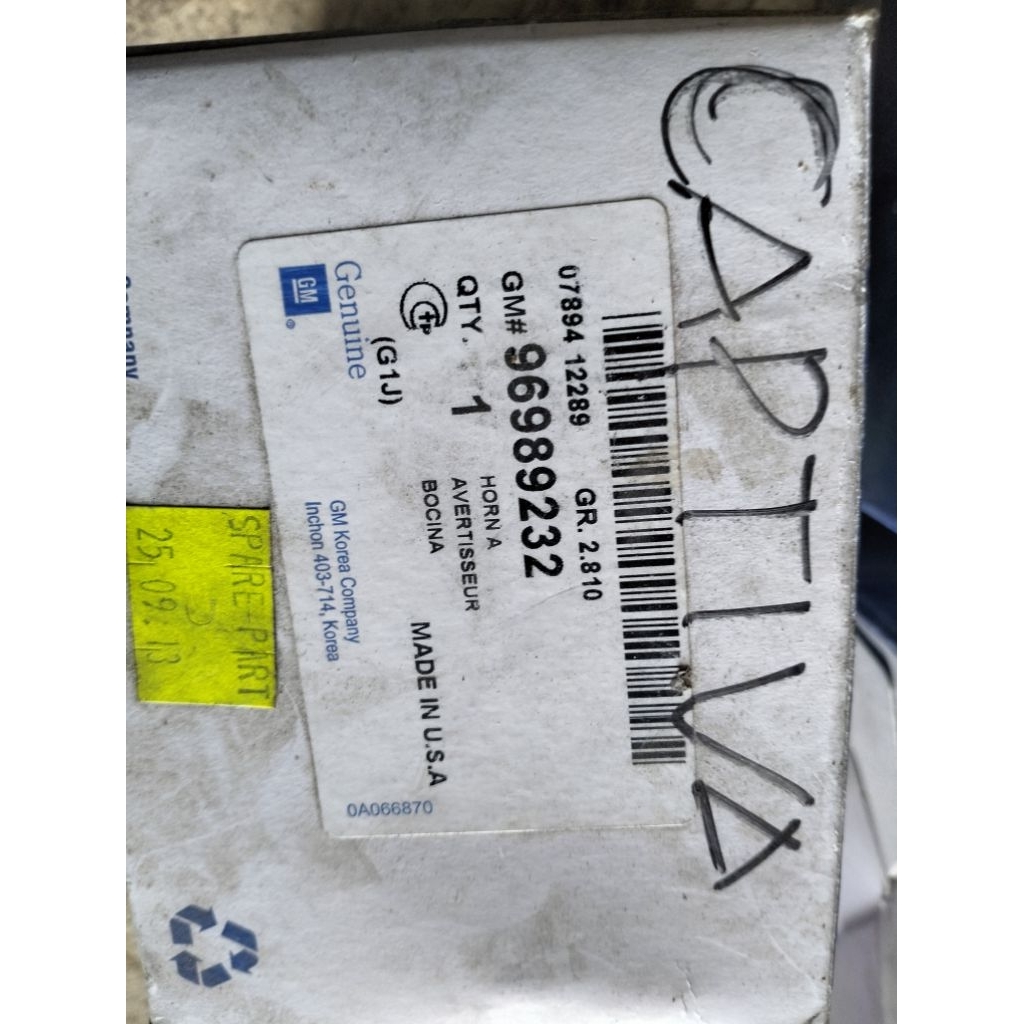 CAPTIVA
07894 12289 GR. 2.810
GM# 96989232
QTY. 1
HORN A
AVERTISSEUR
BOCINA
MADE IN U.S.A
(G1J)
Genuine
GM
GM Korea Company
Inchon 403-714, Korea
0A066870
SPARE-PART
25, 09. 13
Company